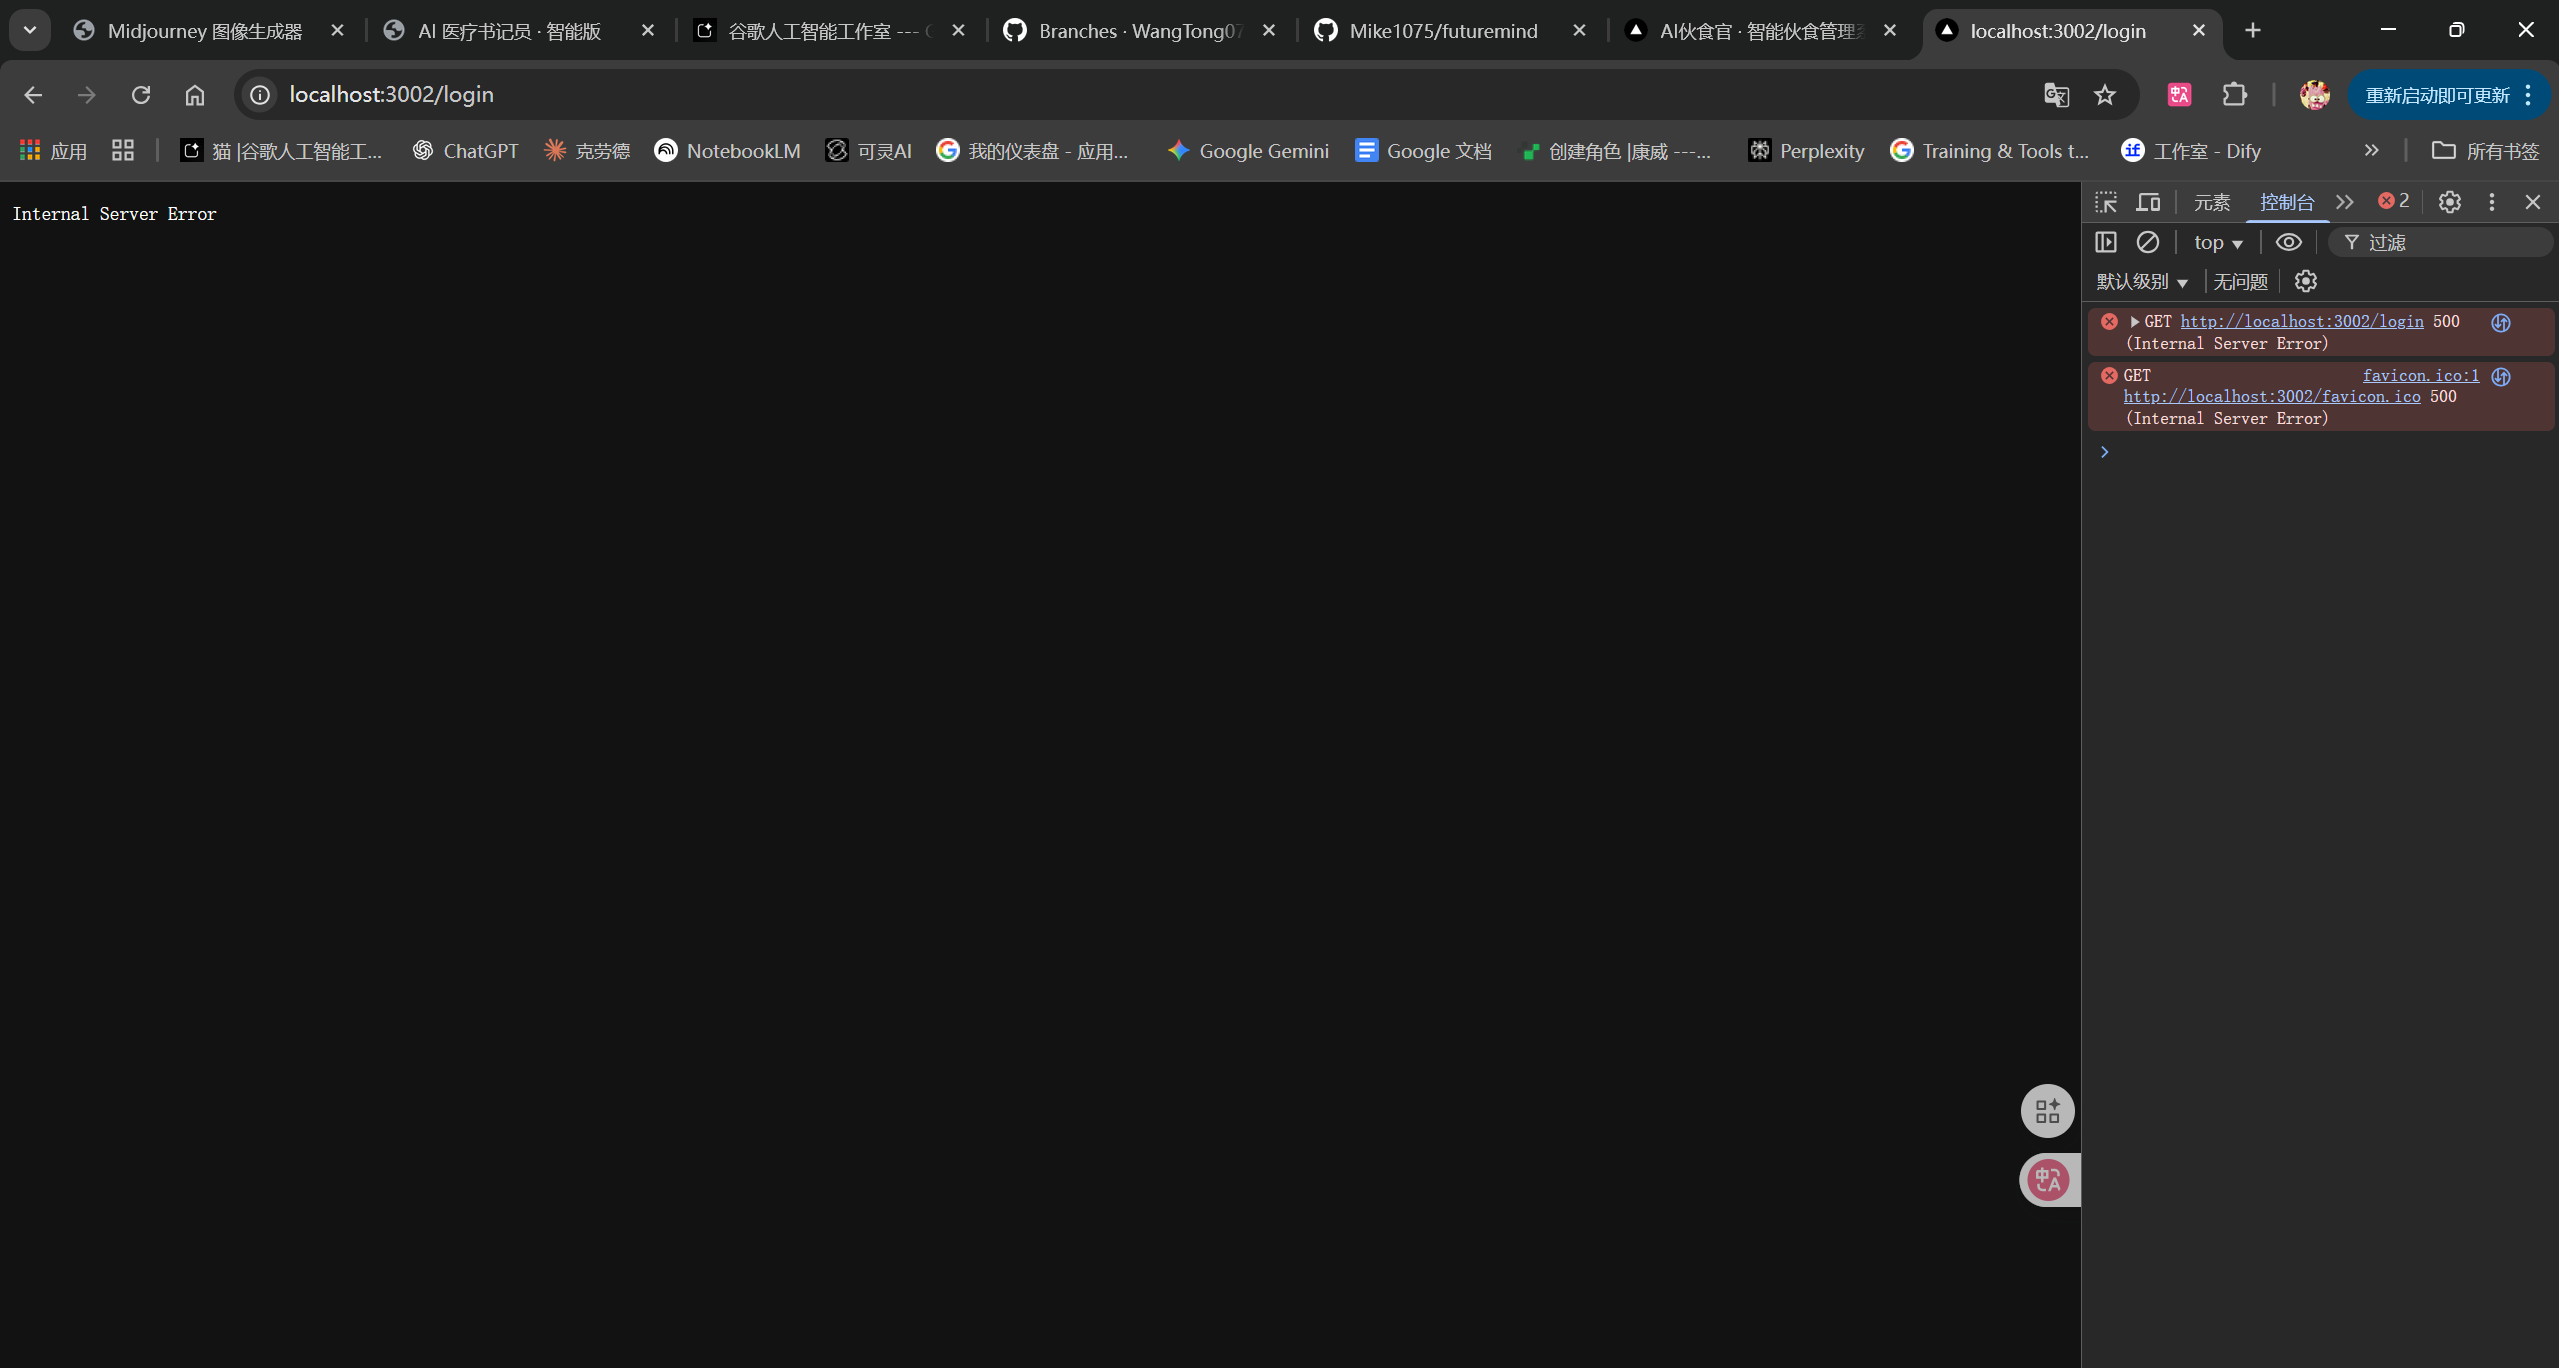 Midjourney 图像生成器
AI 医疗书记员 · 智能版
谷歌人工智能工作室 ---
Branches · WangTong07
Mike1075/futuremind
AI伙食官 · 智能伙食管理系
localhost:3002/login
localhost:3002/login
重新启动即可更新
应用
猫 |谷歌人工智能工...
ChatGPT
克劳德
NotebookLM
可灵AI
我的仪表盘 - 应用...
Google Gemini
Google 文档
创建角色 |康威 ---...
Perplexity
Training & Tools t...
工作室 - Dify
所有书签
Internal Server Error
元素
控制台
2
top
过滤
默认级别
无问题
GET http://localhost:3002/login 500
(Internal Server Error)
GET favicon.ico:1
http://localhost:3002/favicon.ico 500
(Internal Server Error)